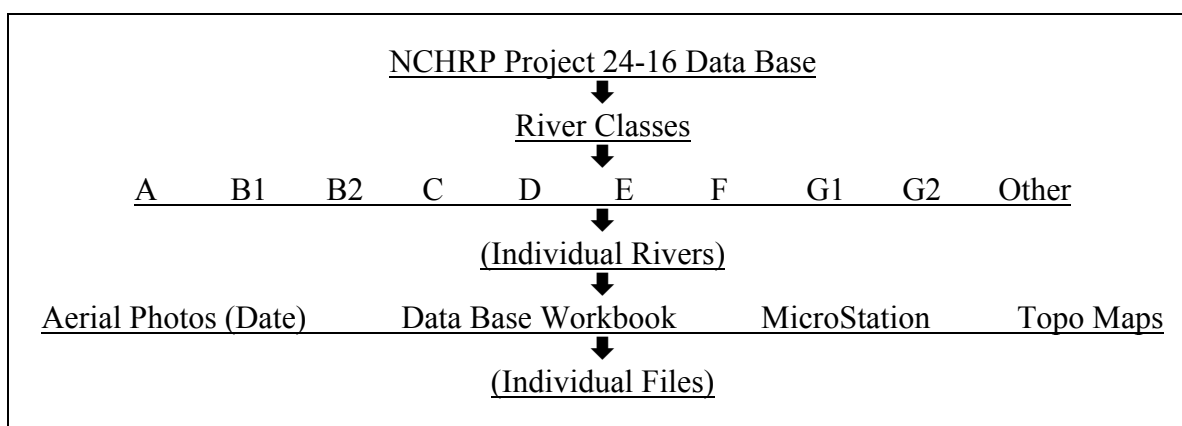 NCHRP Project 24-16 Data Base
River Classes
A B1 B2 C D E F G1 G2 Other
(Individual Rivers)
Aerial Photos (Date) Data Base Workbook MicroStation Topo Maps
(Individual Files)